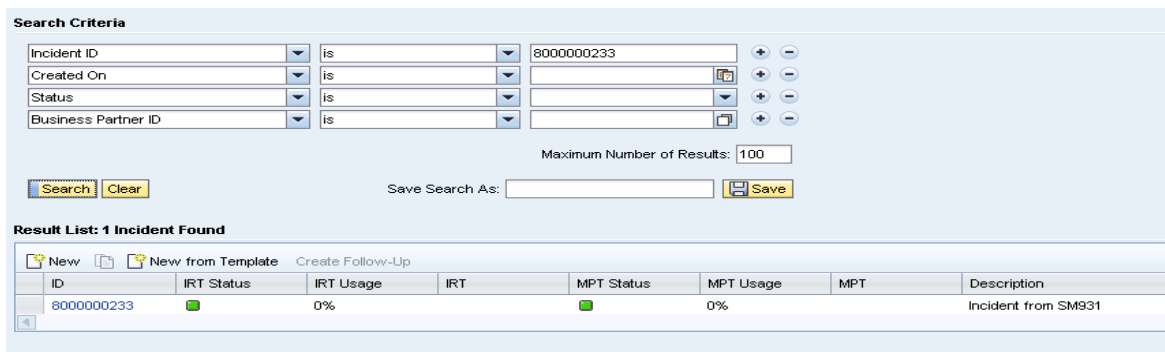 Search Criteria
Incident ID is 8000000233
Created On is
Status is
Business Partner ID is
Maximum Number of Results: 100
Search Clear Save Search As: Save
Result List: 1 Incident Found
New New from Template Create Follow-Up
ID IRT Status IRT Usage IRT MPT Status MPT Usage MPT Description
8000000233 0% 0% Incident from SM931